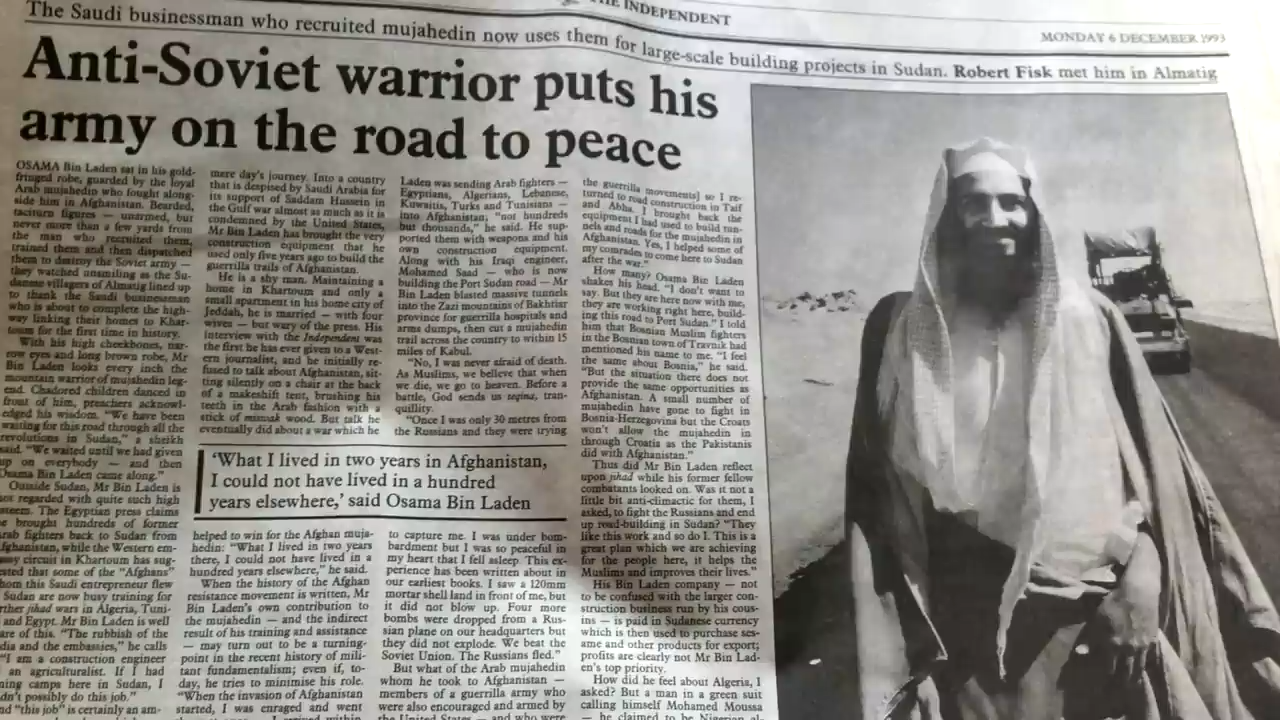 THE INDEPENDENT
MONDAY 6 DECEMBER 1993
The Saudi businessman who recruited mujahedin now uses them for large-scale building projects in Sudan. Robert Fisk met him in Almatig
Anti-Soviet warrior puts his
army on the road to peace
OSAMA Bin Laden sat in his gold-
fringed robe, guarded by the loyal
Arab mujahedin who fought along-
side him in Afghanistan. Bearded,
taciturn figures — unarmed, but
never more than a few yards from
the man who recruited them,
trained them and then dispatched
them to destroy the Soviet army —
they watched unsmiling as the Su-
danese villagers of Almatig lined up
to thank the Saudi businessman
who is about to complete the high-
way linking their homes to Khar-
toum for the first time in history.
With his high cheekbones, nar-
row eyes and long brown robe, Mr
Bin Laden looks every inch the
mountain warrior of mujahedin leg-
end. Chadored children danced in
front of him, preachers acknowl-
edged his wisdom. "We have been
waiting for this road through all the
revolutions in Sudan," a sheikh
said. "We waited until we had given
up on everybody — and then
Osama Bin Laden came along."
Outside Sudan, Mr Bin Laden is
not regarded with quite such high
esteem. The Egyptian press claims
he brought hundreds of former
Arab fighters back to Sudan from
Afghanistan, while the Western em-
bassy circuit in Khartoum has sug-
gested that some of the "Afghans"
whom this Saudi entrepreneur flew
Sudan are now busy training for
further jihad wars in Algeria, Tuni-
and Egypt. Mr Bin Laden is well
are of this. "The rubbish of the
dia and the embassies," he calls
"I am a construction engineer
an agriculturalist. If I had
ning camps here in Sudan, I
dn't possibly do this job."
nd "this job" is certainly an am-
mere day's journey. Into a country
that is despised by Saudi Arabia for
its support of Saddam Hussein in
the Gulf war almost as much as it is
condemned by the United States,
Mr Bin Laden has brought the very
construction equipment that he
used only five years ago to build the
guerrilla trails of Afghanistan.
He is a shy man. Maintaining a
home in Khartoum and only a
small apartment in his home city of
Jeddah, he is married — with four
wives — but wary of the press. His
interview with the Independent was
the first he has ever given to a West-
ern journalist, and he initially re-
fused to talk about Afghanistan, sit-
ting silently on a chair at the back
of a makeshift tent, brushing his
teeth in the Arab fashion with a
stick of miswak wood. But talk he
eventually did about a war which he
'What I lived in two years in Afghanistan,
I could not have lived in a hundred
years elsewhere,' said Osama Bin Laden
helped to win for the Afghan muja-
hedin: "What I lived in two years
there, I could not have lived in a
hundred years elsewhere," he said.
When the history of the Afghan
resistance movement is written, Mr
Bin Laden's own contribution to
the mujahedin — and the indirect
result of his training and assistance
— may turn out to be a turning-
point in the recent history of mili-
tant fundamentalism; even if, to-
day, he tries to minimise his role.
"When the invasion of Afghanistan
started, I was enraged and went
Laden was sending Arab fighters —
Egyptians, Algerians, Lebanese,
Kuwaitis, Turks and Tunisians —
into Afghanistan, "not hundreds
but thousands," he said. He sup-
ported them with weapons and his
own construction equipment.
Along with his Iraqi engineer,
Mohamed Saad — who is now
building the Port Sudan road — Mr
Bin Laden blasted massive tunnels
into the Zazi mountains of Bakhtiar
province for guerrilla hospitals and
arms dumps, then cut a mujahedin
trail across the country to within 15
miles of Kabul.
"No, I was never afraid of death.
As Muslims, we believe that when
we die, we go to heaven. Before a
battle, God sends us seqina, tran-
quillity.
"Once I was only 30 metres from
the Russians and they were trying
to capture me. I was under bom-
bardment but I was so peaceful in
my heart that I fell asleep. This ex-
perience has been written about in
our earliest books. I saw a 120mm
mortar shell land in front of me, but
it did not blow up. Four more
bombs were dropped from a Rus-
sian plane on our headquarters but
they did not explode. We beat the
Soviet Union. The Russians fled."
But what of the Arab mujahedin
whom he took to Afghanistan —
members of a guerrilla army who
were also encouraged and armed by
the United States — and who were
the guerrilla movements] so I re-
turned to road construction in Taif
and Abha. I brought back the
equipment I had used to build tun-
nels and roads for the mujahedin in
Afghanistan. Yes, I helped some of
my comrades to come here to Sudan
after the war."
How many? Osama Bin Laden
shakes his head. "I don't want to
say. But they are here now with me,
they are working right here, build-
ing this road to Port Sudan." I told
him that Bosnian Muslim fighters
in the Bosnian town of Travnik had
mentioned his name to me. "I feel
the same about Bosnia," he said.
"But the situation there does not
provide the same opportunities as
Afghanistan. A small number of
mujahedin have gone to fight in
Bosnia-Herzegovina but the Croats
won't allow the mujahedin in
through Croatia as the Pakistanis
did with Afghanistan."
Thus did Mr Bin Laden reflect
upon jihad while his former fellow
combatants looked on. Was it not a
little bit anti-climactic for them, I
asked, to fight the Russians and end
up road-building in Sudan? "They
like this work and so do I. This is a
great plan which we are achieving
for the people here, it helps the
Muslims and improves their lives."
His Bin Laden company — not
to be confused with the larger con-
struction business run by his cous-
ins — is paid in Sudanese currency
which is then used to purchase ses-
ame and other products for export;
profits are clearly not Mr Bin Lad-
en's top priority.
How did he feel about Algeria, I
asked? But a man in a green suit
calling himself Mohamed Moussa
— he claimed to be Nigerian al-